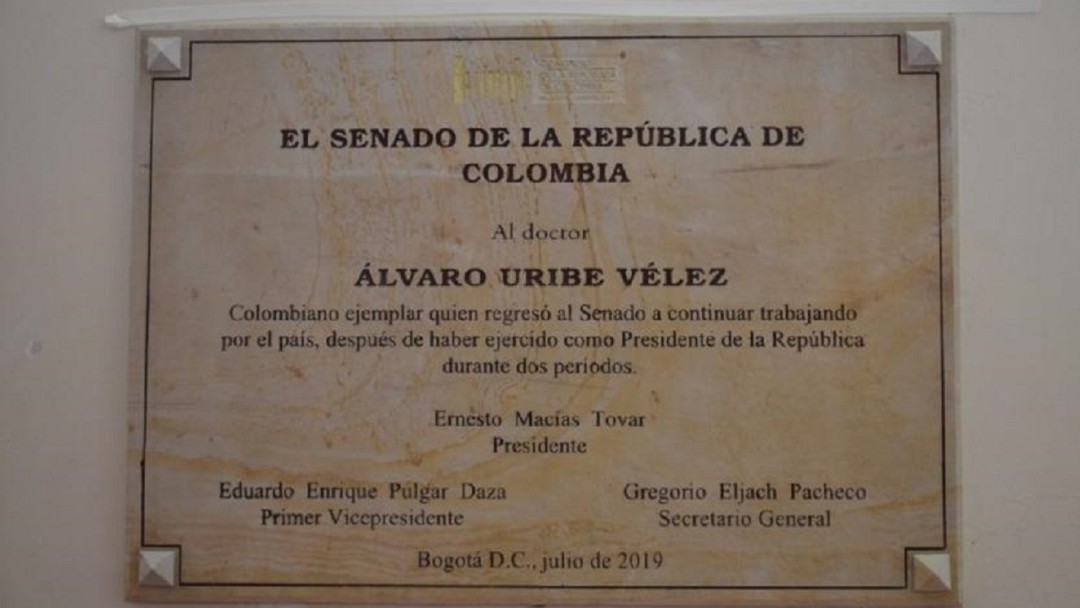 EL SENADO DE LA REPÚBLICA DE
COLOMBIA
Al doctor
ÁLVARO URIBE VÉLEZ
Colombiano ejemplar quien regresó al Senado a continuar trabajando
por el país, después de haber ejercido como Presidente de la República
durante dos períodos.
Ernesto Macías Tovar
Presidente
Eduardo Enrique Pulgar Daza
Primer Vicepresidente
Gregorio Eljach Pacheco
Secretario General
Bogotá D.C., julio de 2019